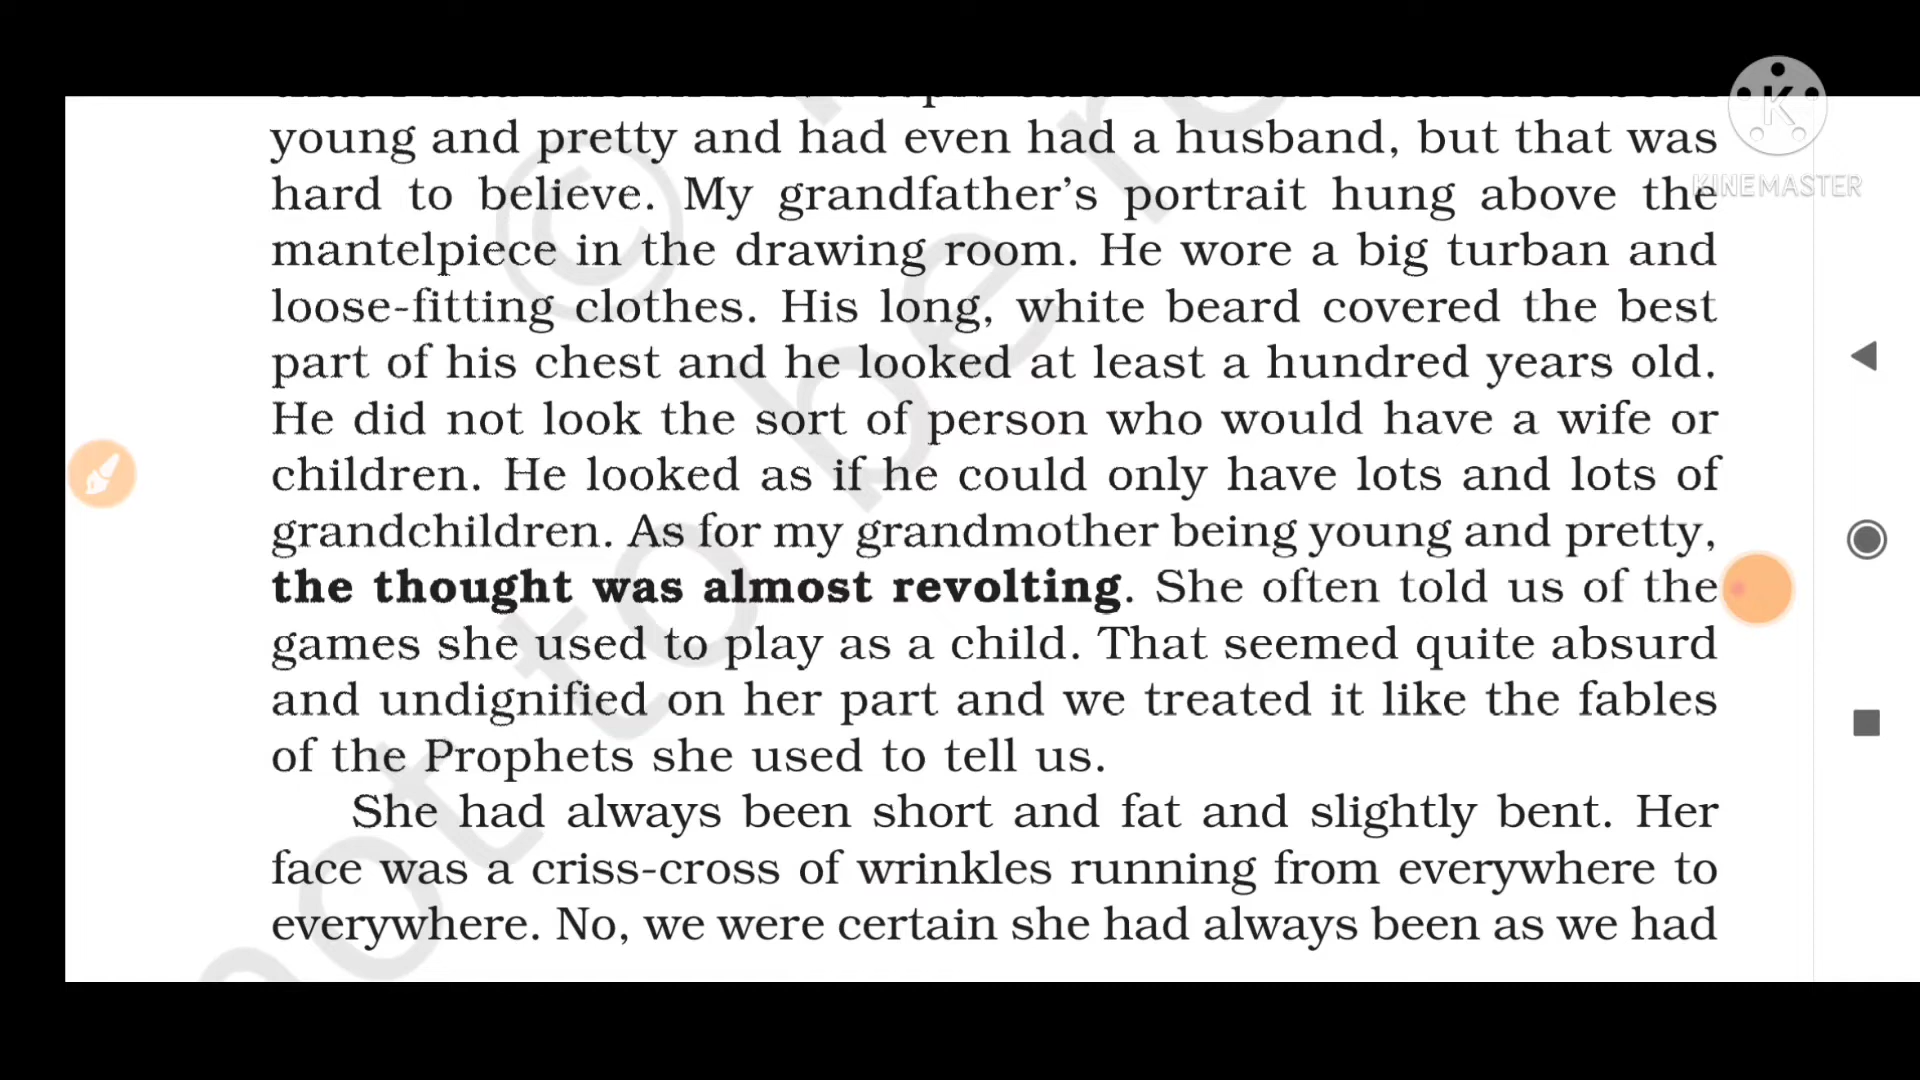 young and pretty and had even had a husband, but that was
hard to believe. My grandfather's portrait hung above the
mantelpiece in the drawing room. He wore a big turban and
loose-fitting clothes. His long, white beard covered the best
part of his chest and he looked at least a hundred years old.
He did not look the sort of person who would have a wife or
children. He looked as if he could only have lots and lots of
grandchildren. As for my grandmother being young and pretty,
the thought was almost revolting. She often told us of the
games she used to play as a child. That seemed quite absurd
and undignified on her part and we treated it like the fables
of the Prophets she used to tell us.
She had always been short and fat and slightly bent. Her
face was a criss-cross of wrinkles running from everywhere to
everywhere. No, we were certain she had always been as we had
K
KINEMASTER
©
not to be re